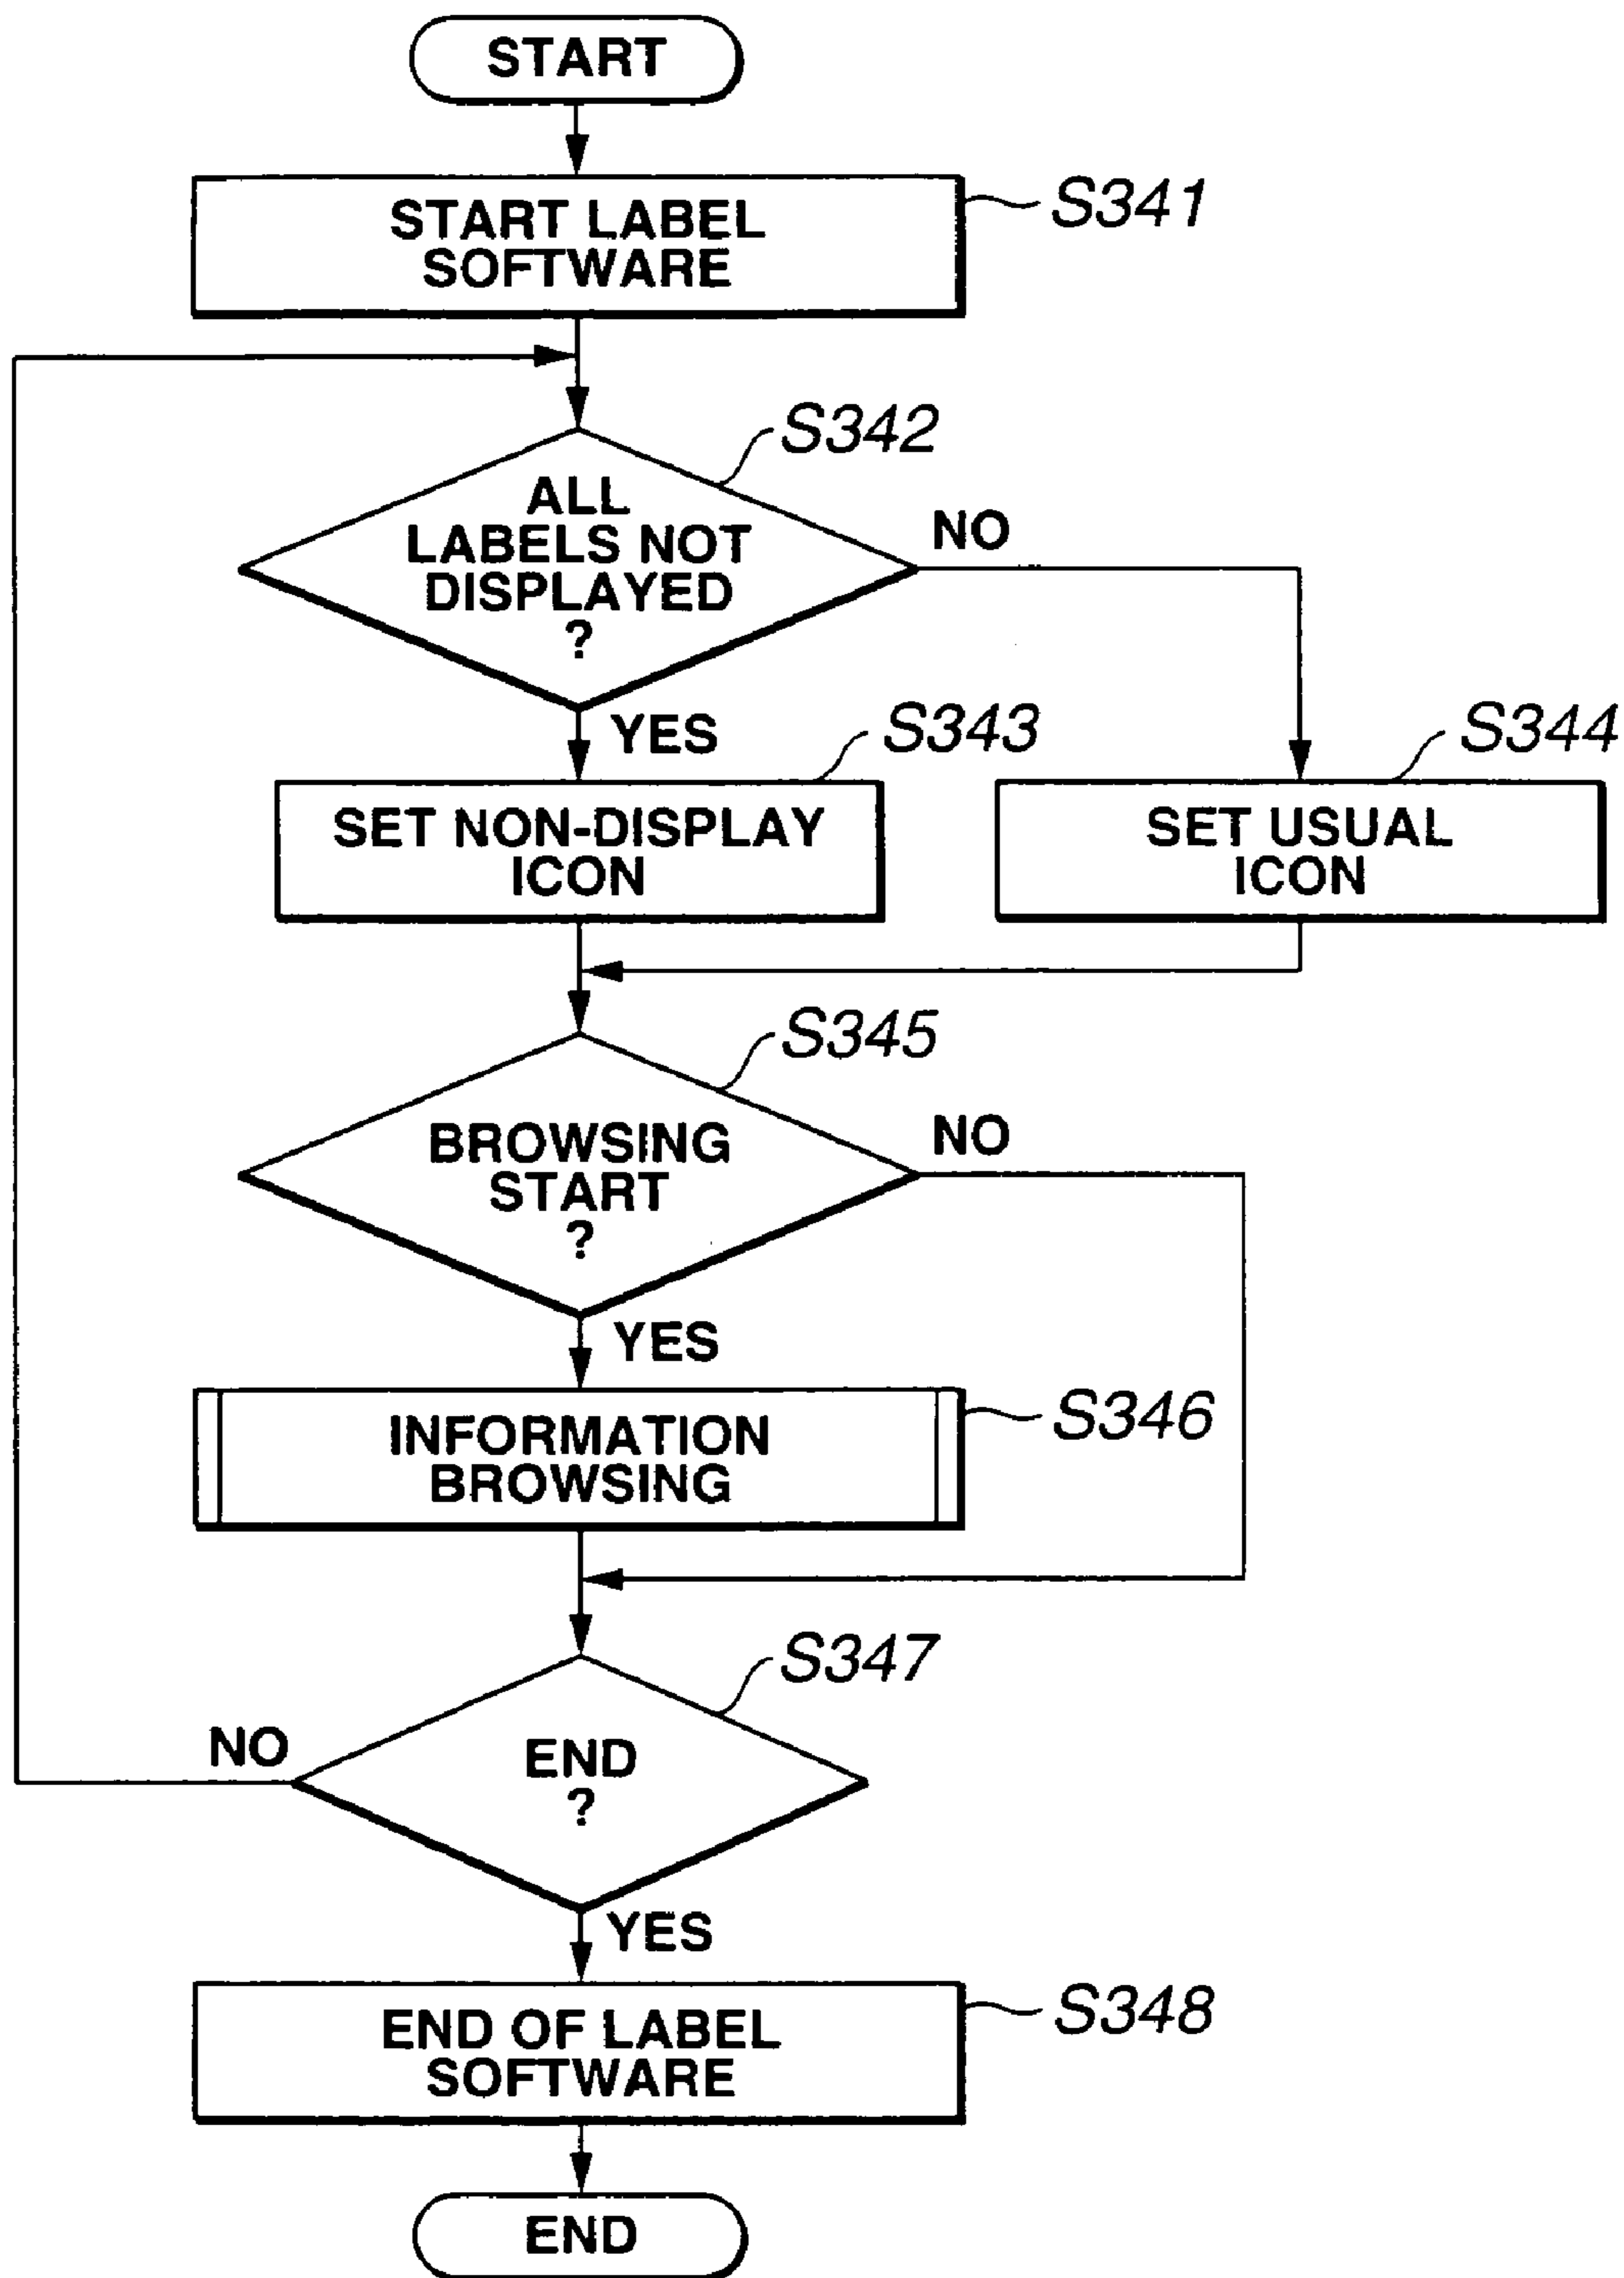 START
START LABEL
SOFTWARE
S341
S342
ALL
LABELS NOT
DISPLAYED
?
NO
YES
S343
S344
SET NON-DISPLAY
ICON
SET USUAL
ICON
S345
BROWSING
START
?
NO
YES
INFORMATION
BROWSING
S346
S347
NO
END
?
YES
END OF LABEL
SOFTWARE
S348
END